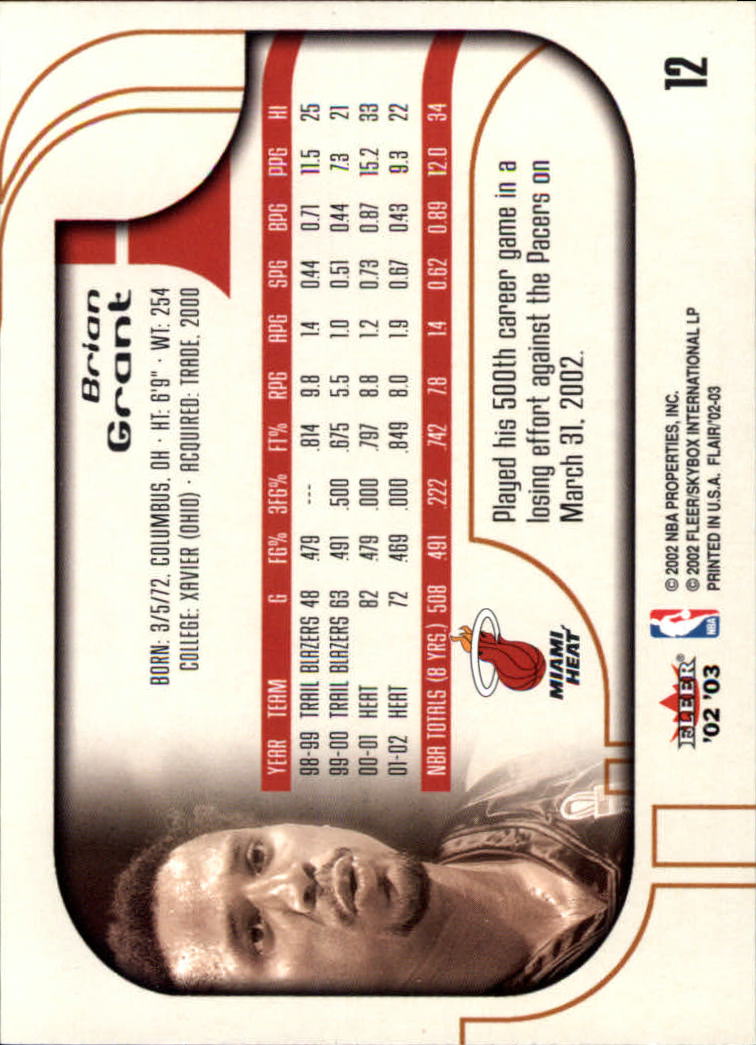 Brian
Grant
BORN: 3/5/72, COLUMBUS, OH · HT: 6'9" · WT: 254
COLLEGE: XAVIER (OHIO) · ACQUIRED: TRADE, 2000
YEAR TEAM G FG% 3FG% FT% RPG APG SPG BPG PPG HI
98-99 TRAIL BLAZERS 48 .479 --- .814 9.8 1.4 0.44 0.71 11.5 25
99-00 TRAIL BLAZERS 63 .491 .500 .675 5.5 1.0 0.51 0.44 7.3 21
00-01 HEAT 82 .479 .000 .797 8.8 1.2 0.73 0.87 15.2 33
01-02 HEAT 72 .469 .000 .849 8.0 1.9 0.67 0.43 9.3 22
NBA TOTALS (8 YRS.) 508 .491 .222 .742 7.8 1.4 0.62 0.89 12.0 34
MIAMI
HEAT
Played his 500th career game in a
losing effort against the Pacers on
March 31, 2002.
FLEER®
'02 '03
NBA
© 2002 NBA PROPERTIES, INC.
© 2002 FLEER/SKYBOX INTERNATIONAL LP
PRINTED IN U.S.A. FLAIR/'02-03
12